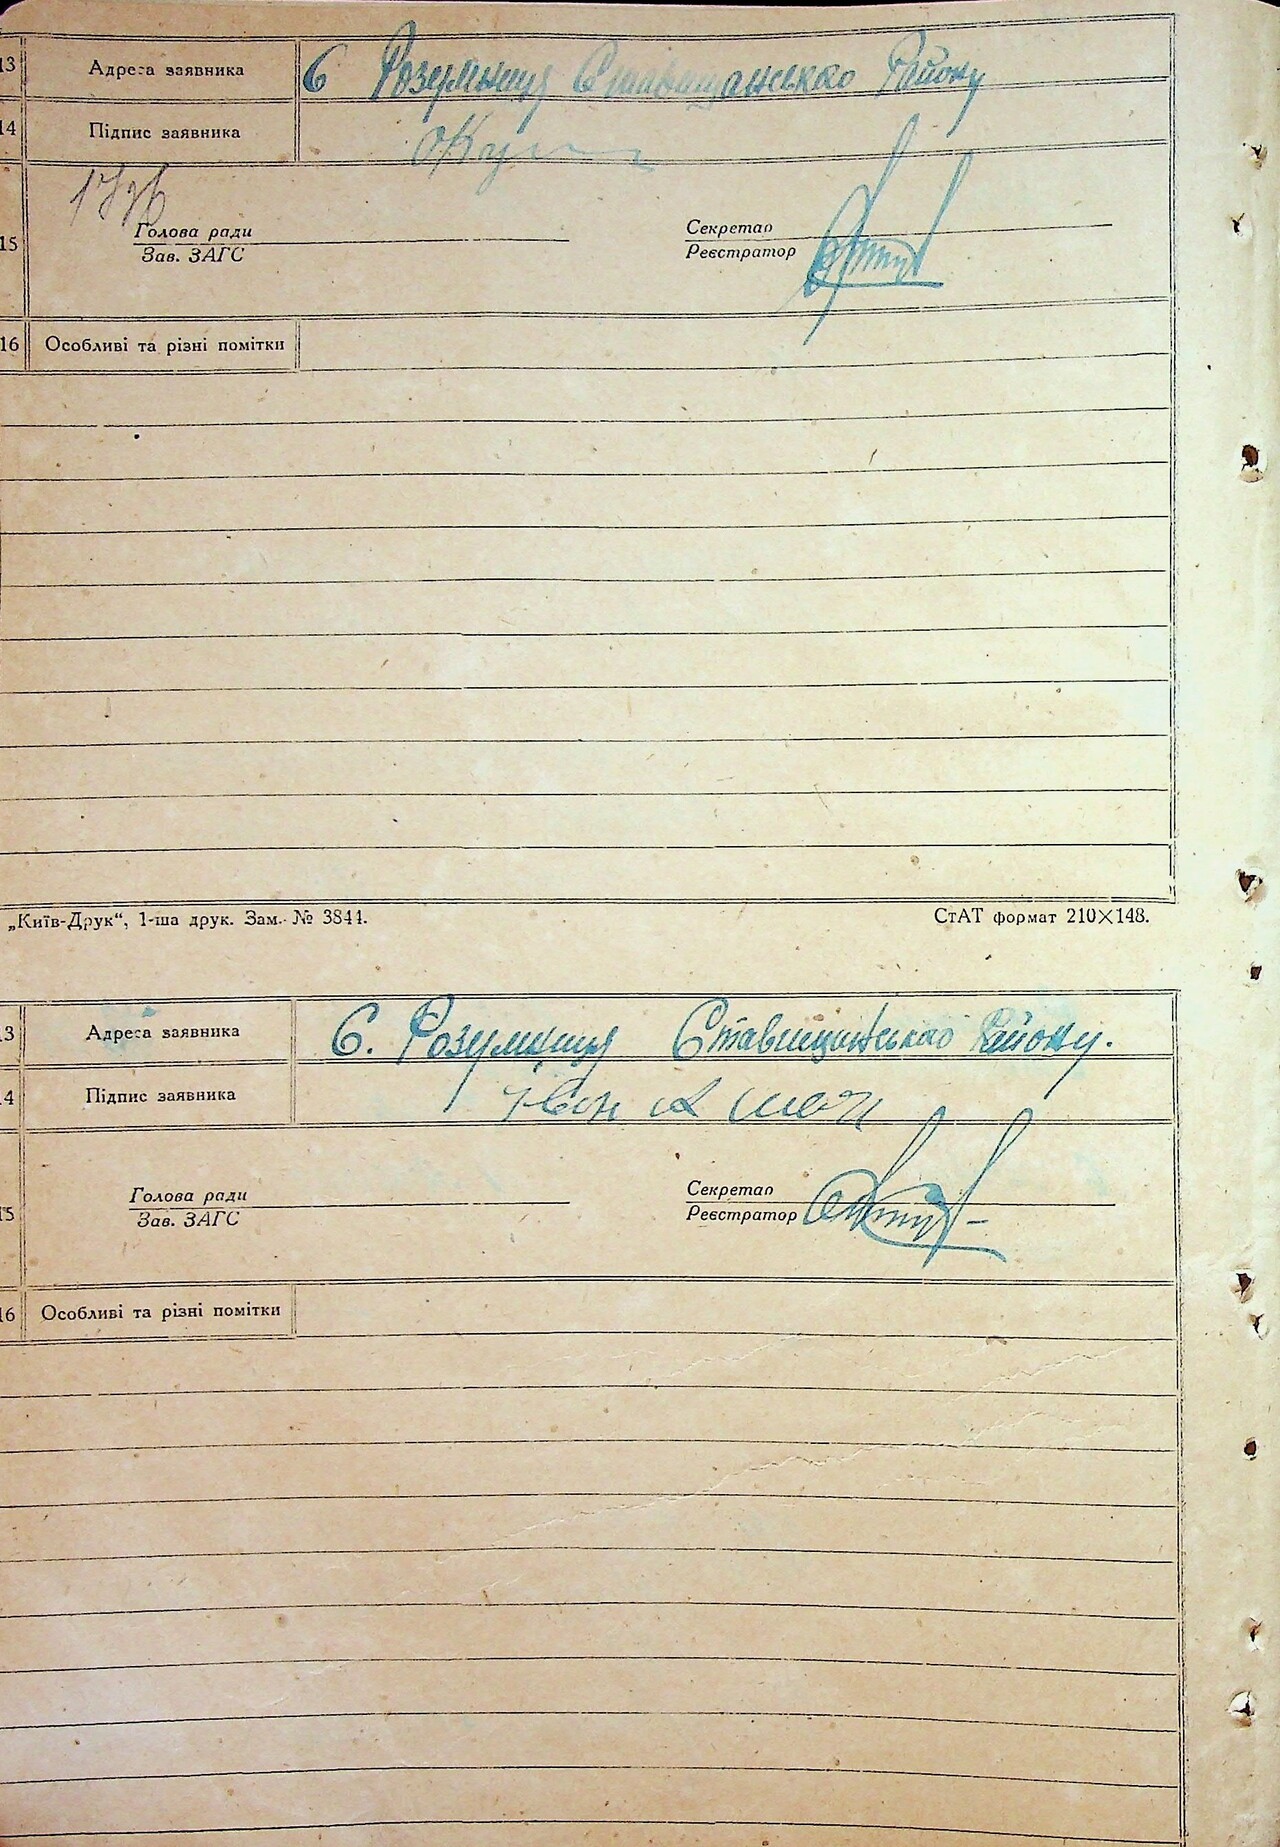 13 Адреса заявника С Розумниця Ставищанськаო Району
14 Підпис заявника
Голова ради Секретар
15 Зав. ЗАГС Реєстратор
16 Особливі та різні помітки
„Київ-Друк“, 1-ша друк. Зам. № 3844. СтАТ формат 210×148.
13 Адреса заявника С. Розумниця Ставищанського Району.
14 Підпис заявника
Голова ради Секретар
15 Зав. ЗАГС Реєстратор
16 Особливі та різні помітки